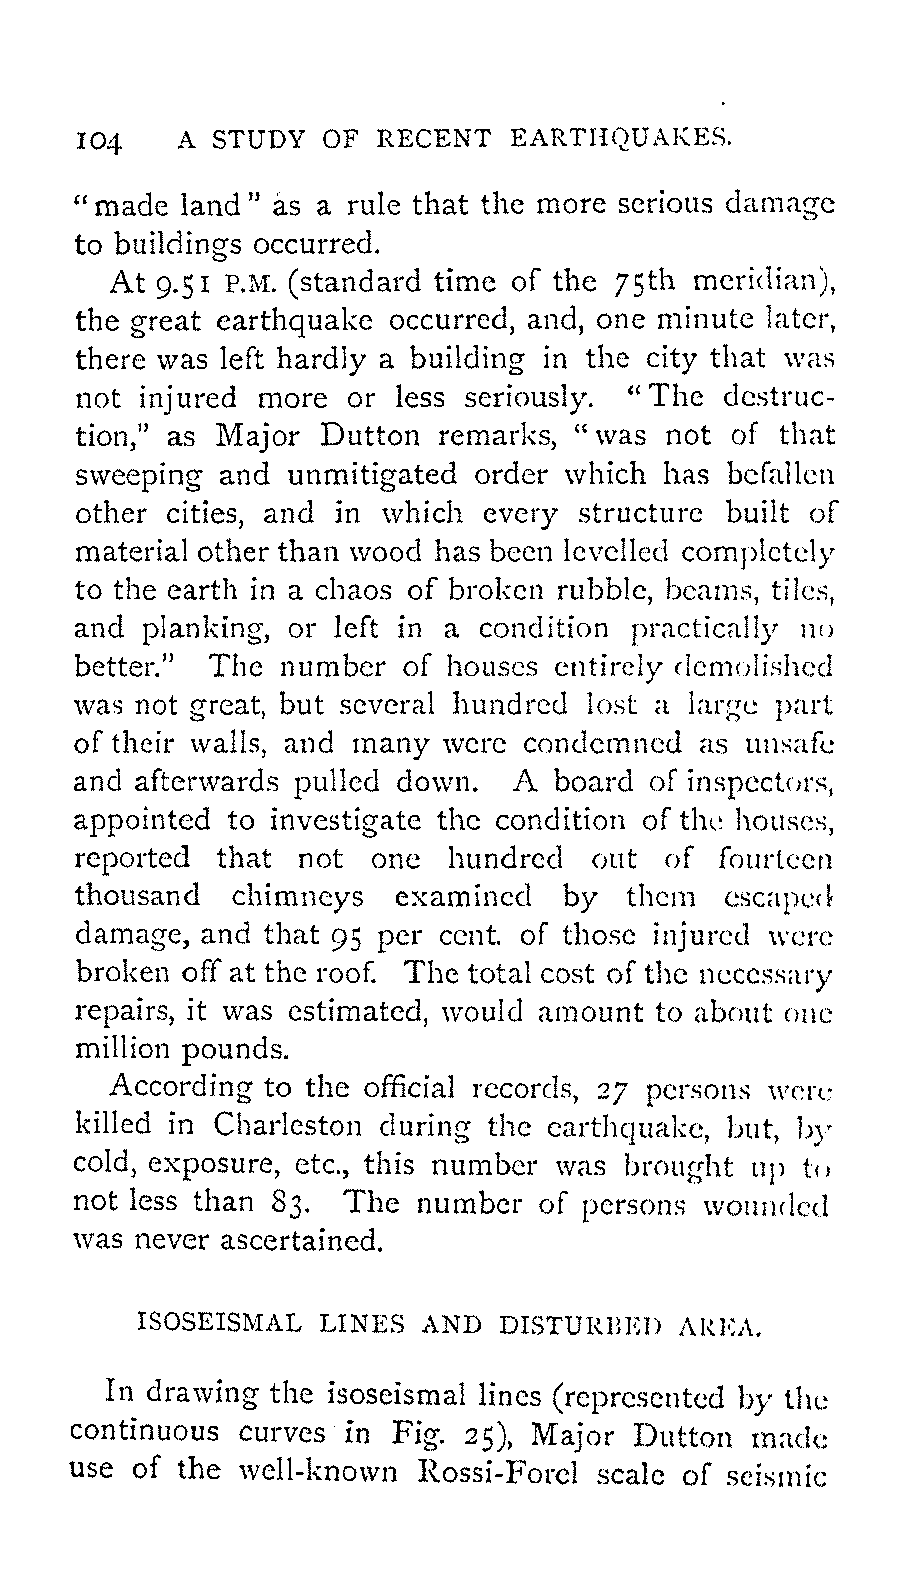 104 A STUDY OF RECENT EARTHQUAKES.
“made land” as a rule that the more serious damage
to buildings occurred.
At 9.51 P.M. (standard time of the 75th meridian),
the great earthquake occurred, and, one minute later,
there was left hardly a building in the city that was
not injured more or less seriously. “The destruc-
tion,” as Major Dutton remarks, “was not of that
sweeping and unmitigated order which has befallen
other cities, and in which every structure built of
material other than wood has been levelled completely
to the earth in a chaos of broken rubble, beams, tiles,
and planking, or left in a condition practically no
better.” The number of houses entirely demolished
was not great, but several hundred lost a large part
of their walls, and many were condemned as unsafe
and afterwards pulled down. A board of inspectors,
appointed to investigate the condition of the houses,
reported that not one hundred out of fourteen
thousand chimneys examined by them escaped
damage, and that 95 per cent. of those injured were
broken off at the roof. The total cost of the necessary
repairs, it was estimated, would amount to about one
million pounds.
According to the official records, 27 persons were
killed in Charleston during the earthquake, but, by
cold, exposure, etc., this number was brought up to
not less than 83. The number of persons wounded
was never ascertained.
ISOSEISMAL LINES AND DISTURBED AREA.
In drawing the isoseismal lines (represented by the
continuous curves in Fig. 25), Major Dutton made
use of the well-known Rossi-Forel scale of seismic